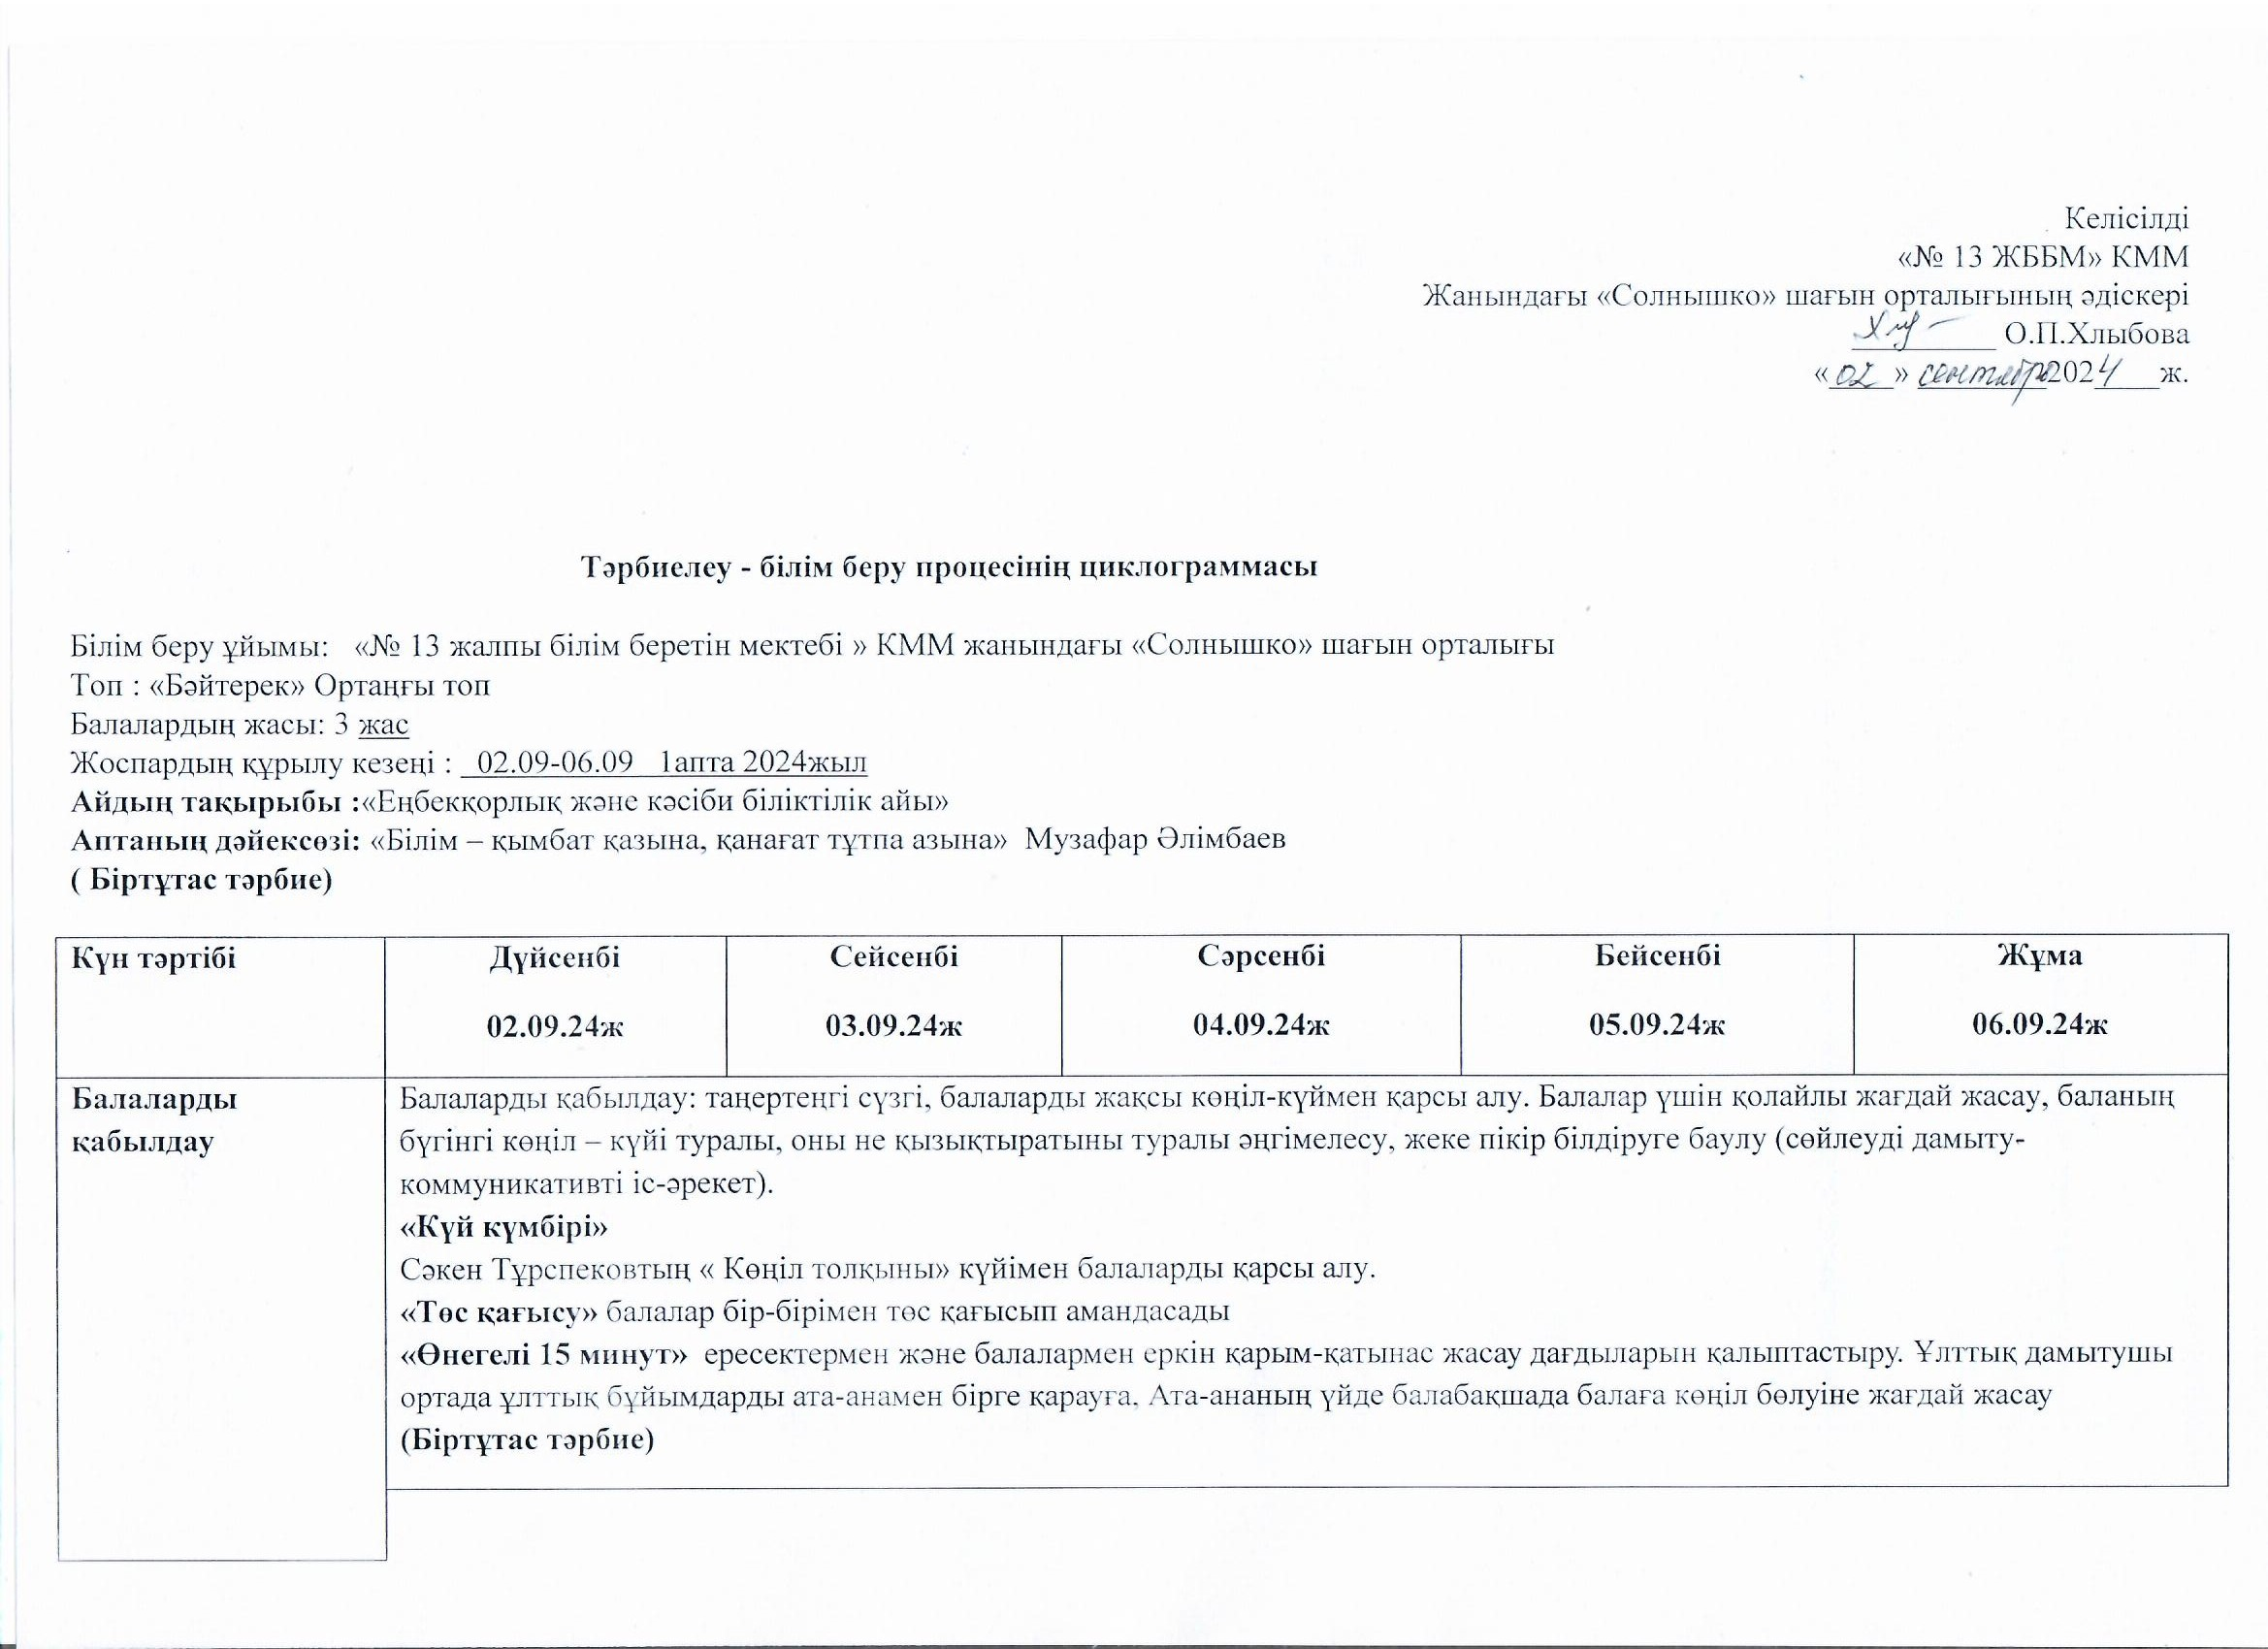 Келісілді
«№ 13 ЖББМ» КММ
Жанындағы «Солнышко» шағын орталығының әдіскері
О.П.Хлыбова
«02» сентябрь 2024 ж.
Тәрбиелеу - білім беру процесінің циклограммасы
Білім беру ұйымы: «№ 13 жалпы білім беретін мектебі » КММ жанындағы «Солнышко» шағын орталығы
Топ : «Бәйтерек» Ортаңғы топ
Балалардың жасы: 3 жас
Жоспардың құрылу кезеңі : 02.09-06.09 1апта 2024жыл
Айдың тақырыбы :«Еңбекқорлық және кәсіби біліктілік айы»
Аптаның дәйексөзі: «Білім – қымбат қазына, қанағат тұтпа азына» Музафар Әлімбаев
( Біртұтас тәрбие)
Күн тәртібі Дүйсенбі Сейсенбі Сәрсенбі Бейсенбі Жұма
02.09.24ж 03.09.24ж 04.09.24ж 05.09.24ж 06.09.24ж
Балаларды
қабылдау
Балаларды қабылдау: таңертеңгі сүзгі, балаларды жақсы көңіл-күймен қарсы алу. Балалар үшін қолайлы жағдай жасау, баланың
бүгінгі көңіл – күйі туралы, оны не қызықтыратыны туралы әңгімелесу, жеке пікір білдіруге баулу (сөйлеуді дамыту-
коммуникативті іс-әрекет).
«Күй күмбірі»
Сәкен Тұрспековтың « Көңіл толқыны» күйімен балаларды қарсы алу.
«Төс қағысу» балалар бір-бірімен төс қағысып амандасады
«Өнегелі 15 минут» ересектермен және балалармен еркін қарым-қатынас жасау дағдыларын қалыптастыру. Ұлттық дамытушы
ортада ұлттық бұйымдарды ата-анамен бірге қарауға. Ата-ананың үйде балабақшада балаға көңіл бөлуіне жағдай жасау
(Біртұтас тәрбие)